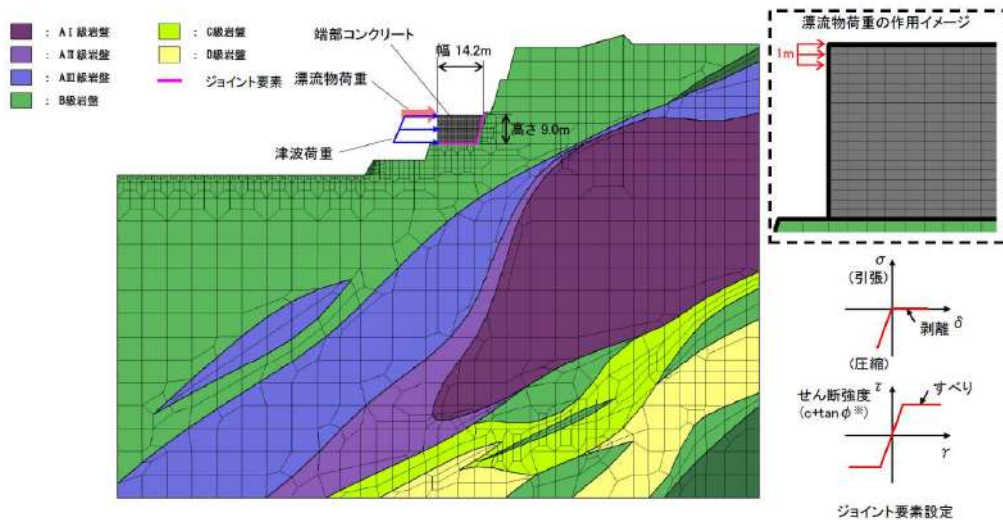 : AⅠ級岩盤
: AⅡ級岩盤
: AⅢ級岩盤
: B級岩盤
: C級岩盤
: D級岩盤
ジョイント要素
端部コンクリート
幅 14.2m
漂流物荷重
高さ 9.0m
津波荷重
漂流物荷重の作用イメージ
1m
σ
(引張)
δ
剥離
(圧縮)
せん断強度
(c+tanφ※)
τ
すべり
γ
ジョイント要素設定